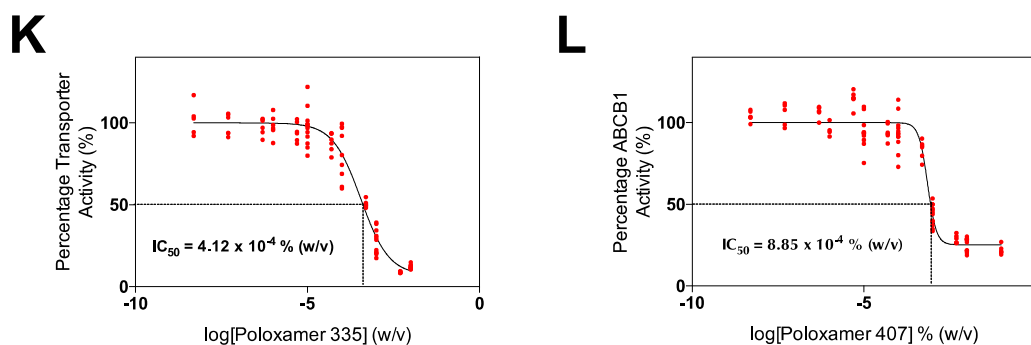 K
Percentage Transporter
Activity (%)
100
50
0
IC50 = 4.12 x 10-4 % (w/v)
-10
-5
0
log[Poloxamer 335] (w/v)
L
Percentage ABCB1
Activity (%)
100
50
0
IC50 = 8.85 x 10-4 % (w/v)
-10
-5
0
log[Poloxamer 407] % (w/v)